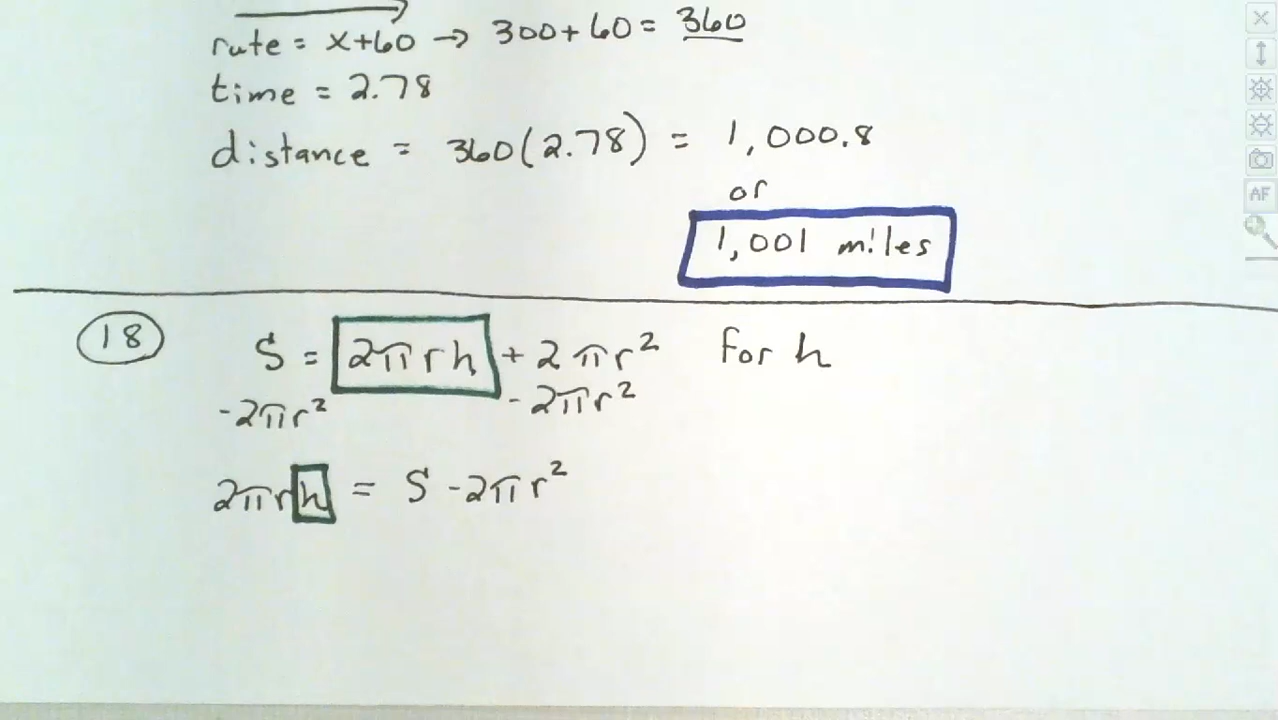 rate = x+60 → 300+60 = 360
time = 2.78
distance = 360(2.78) = 1,000.8
or
1,001 miles
18 S = 2πrh + 2πr² for h
-2πr² -2πr²
2πrh = S -2πr²
AF